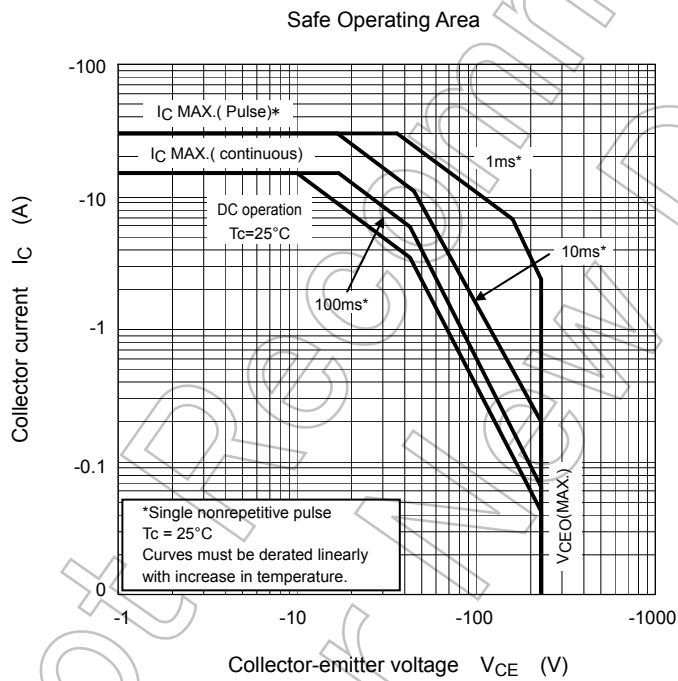 Safe Operating Area
-100
IC MAX.( Pulse)*
1ms*
IC MAX.( continuous)
-10
DC operation
Tc=25°C
10ms*
100ms*
Collector current IC (A)
-1
-0.1
*Single nonrepetitive pulse
Tc = 25°C
Curves must be derated linearly
with increase in temperature.
VCEO(MAX.)
0
-1
-10
-100
-1000
Collector-emitter voltage VCE (V)